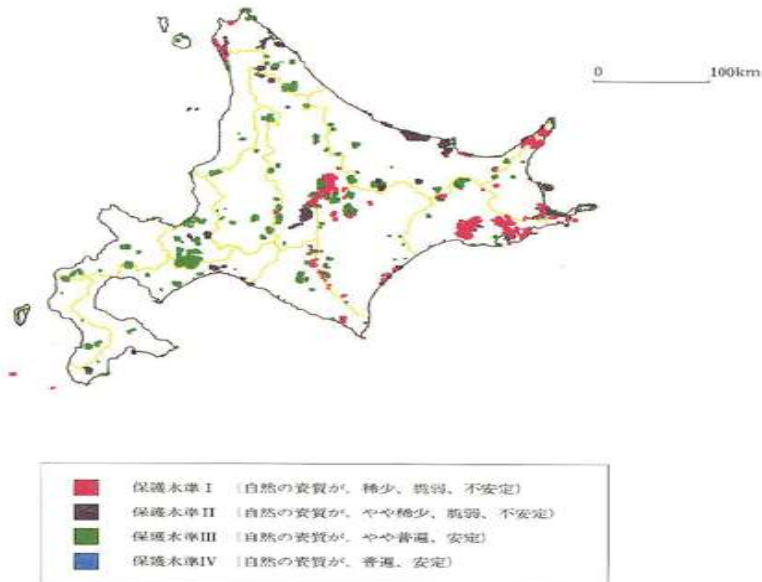 0 100km
保護水準 I （自然の資質が、稀少、脆弱、不安定）
保護水準II （自然の資質が、やや稀少、脆弱、不安定）
保護水準III （自然の資質が、やや普遍、安定）
保護水準IV （自然の資質が、普遍、安定）